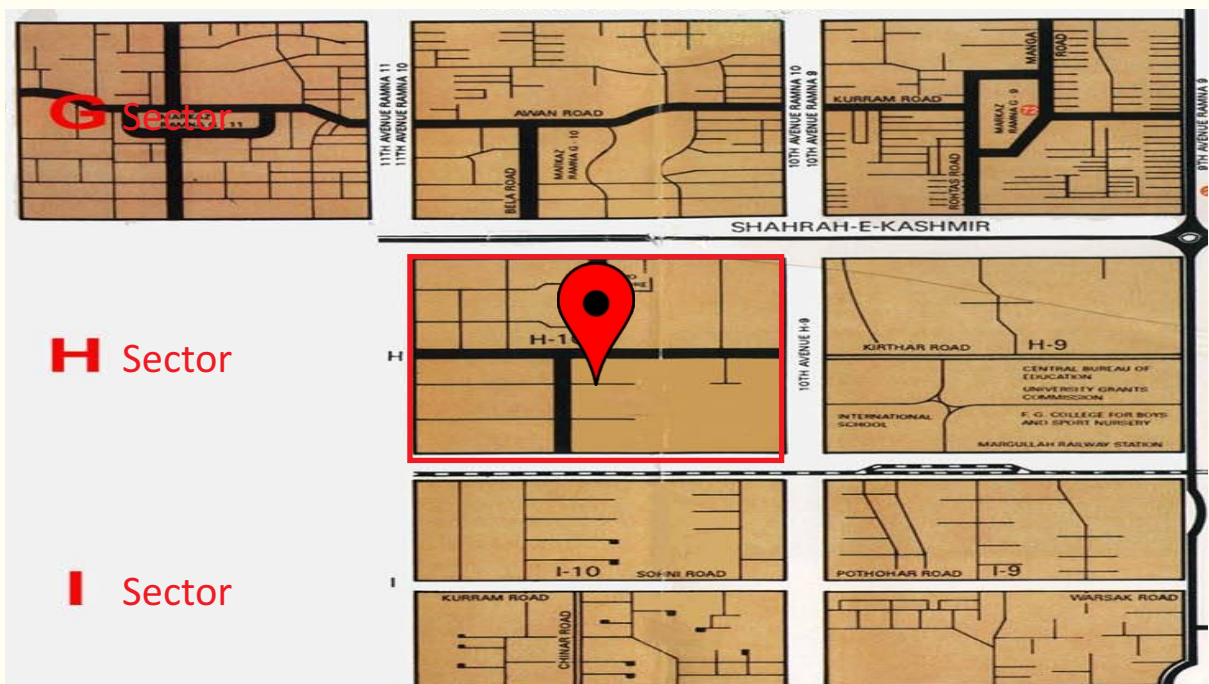 G Sector
MARKAZ
RAMNA G - 11
11TH AVENUE RAMNA 11
11TH AVENUE RAMNA 10
AWAN ROAD
BELA ROAD
MARKAZ
RAMNA G - 10
10TH AVENUE RAMNA 10
10TH AVENUE RAMNA 9
KURRAM ROAD
MANGA
ROAD
MARKAZ
RAMNA G - 9
ROHTAS ROAD
9TH AVENUE RAMNA 9
SHAHRAH-E-KASHMIR
H Sector
H
H-10
10TH AVENUE H-9
KIRTHAR ROAD
H-9
CENTRAL BUREAU OF
EDUCATION
UNIVERSITY GRANTS
COMMISSION
INTERNATIONAL
SCHOOL
F. G. COLLEGE FOR BOYS
AND SPORT NURSERY
MARGULLAH RAILWAY STATION
I Sector
I
I-10
SOHNI ROAD
POTHOHAR ROAD
I-9
KURRAM ROAD
CHINAR ROAD
WARSAK ROAD